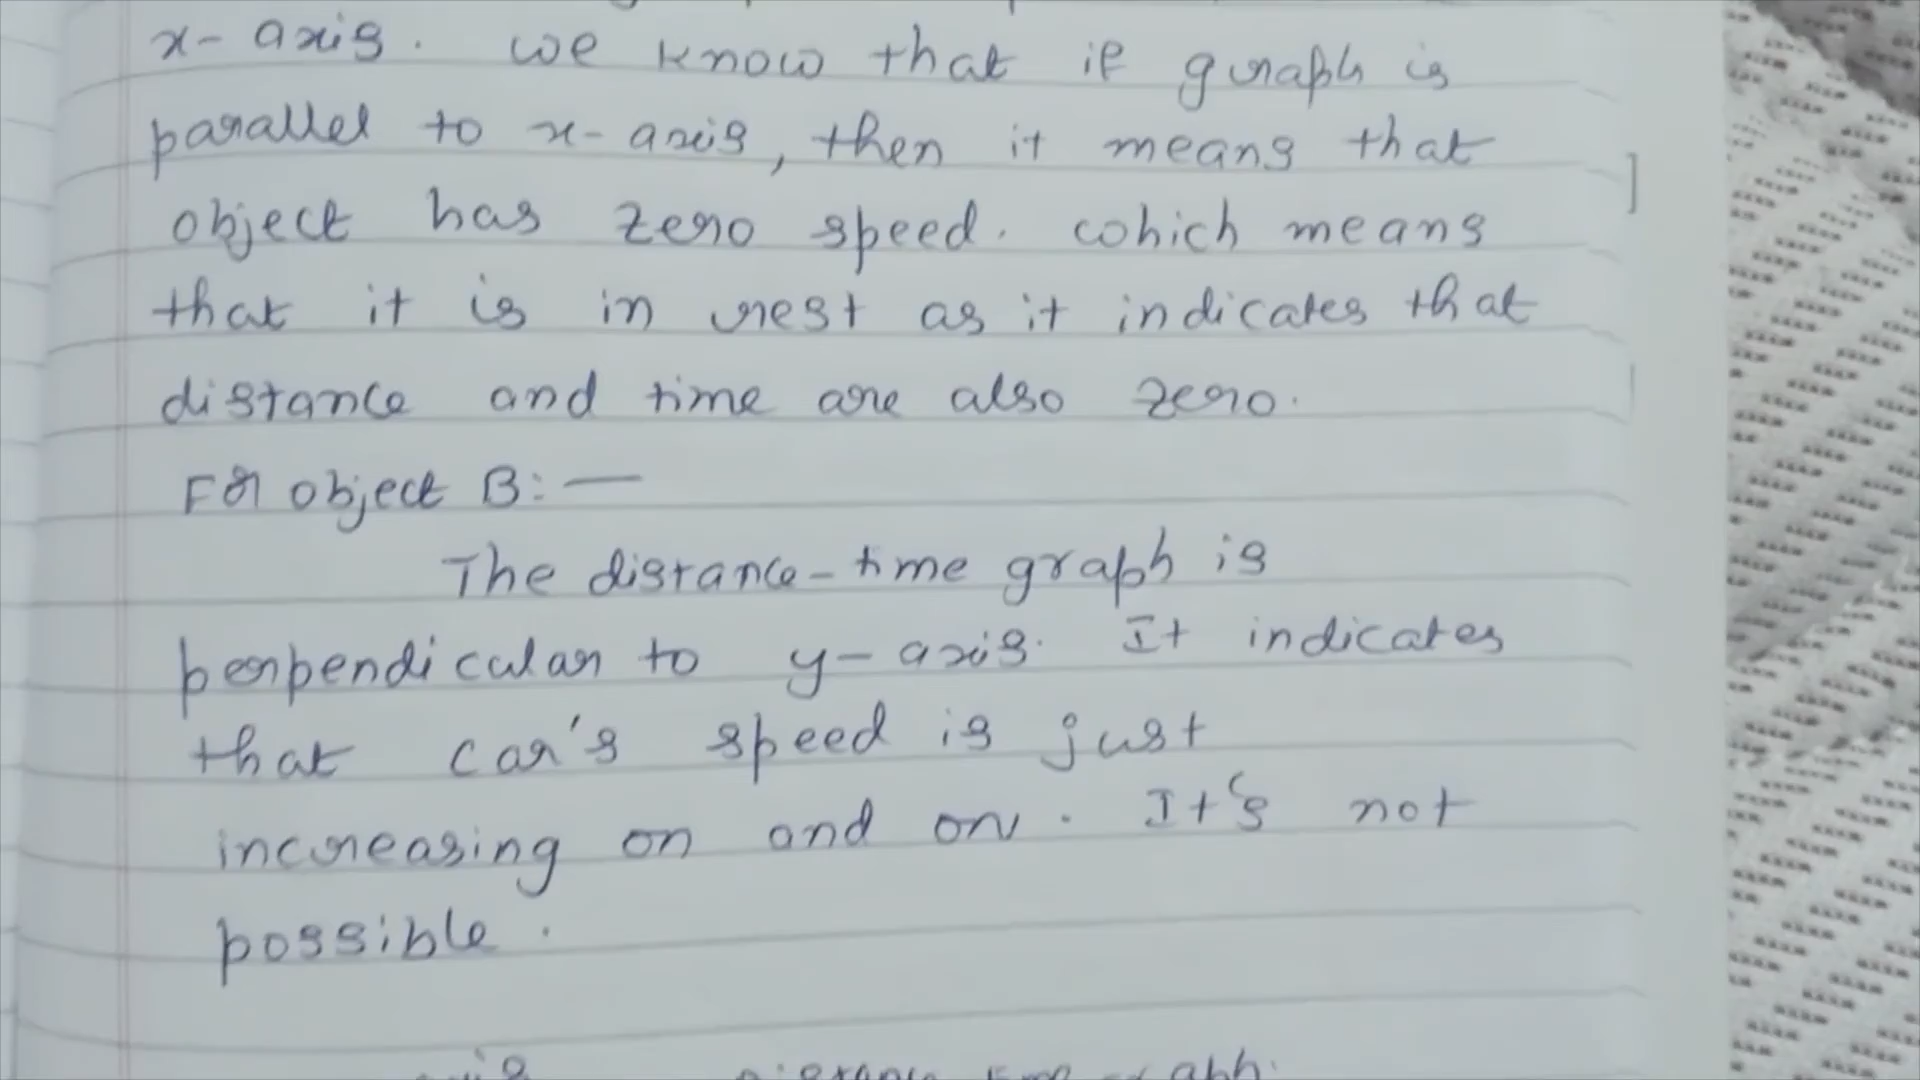 x-axis. we know that if graph is
parallel to x-axis, then it means that
object has zero speed. which means
that it is in rest as it indicates that
distance and time are also zero.
For object B:—
The distance-time graph is
perpendicular to y-axis. It indicates
that car's speed is just
increasing on and on. It's not
possible.